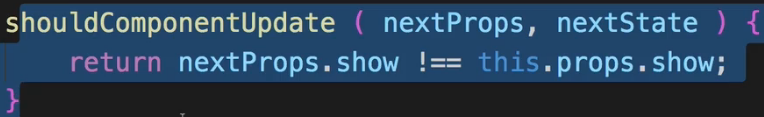 shouldComponentUpdate ( nextProps, nextState ) {
    return nextProps.show !== this.props.show;
}